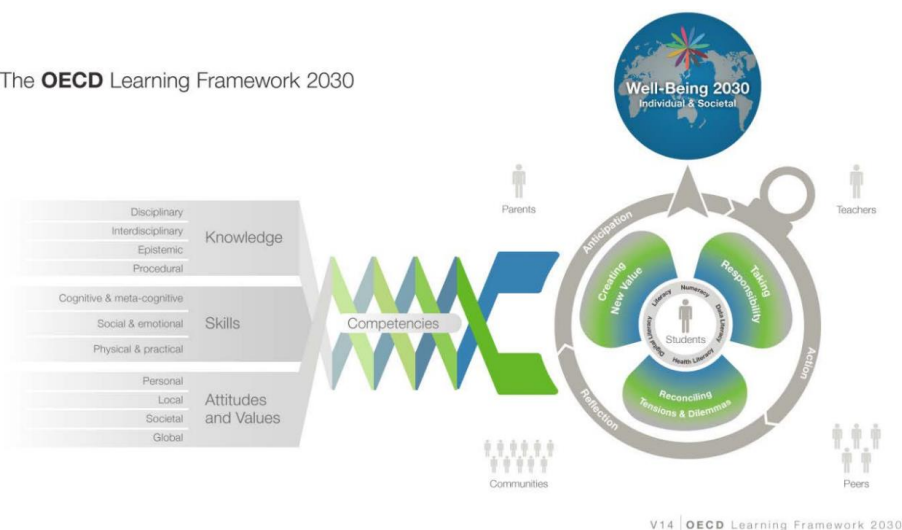 The OECD Learning Framework 2030
Well-Being 2030
Individual & Societal
Parents
Teachers
Disciplinary
Interdisciplinary
Epistemic
Procedural
Knowledge
Cognitive & meta-cognitive
Social & emotional
Physical & practical
Skills
Personal
Local
Societal
Global
Attitudes
and Values
Competencies
Anticipation
Action
Reflection
Creating
New Value
Taking
Responsibility
Reconciling
Tensions & Dilemmas
Literacy
Numeracy
Data Literacy
Health Literacy
Digital Literacy
Students
Communities
Peers
V14 | OECD Learning Framework 2030